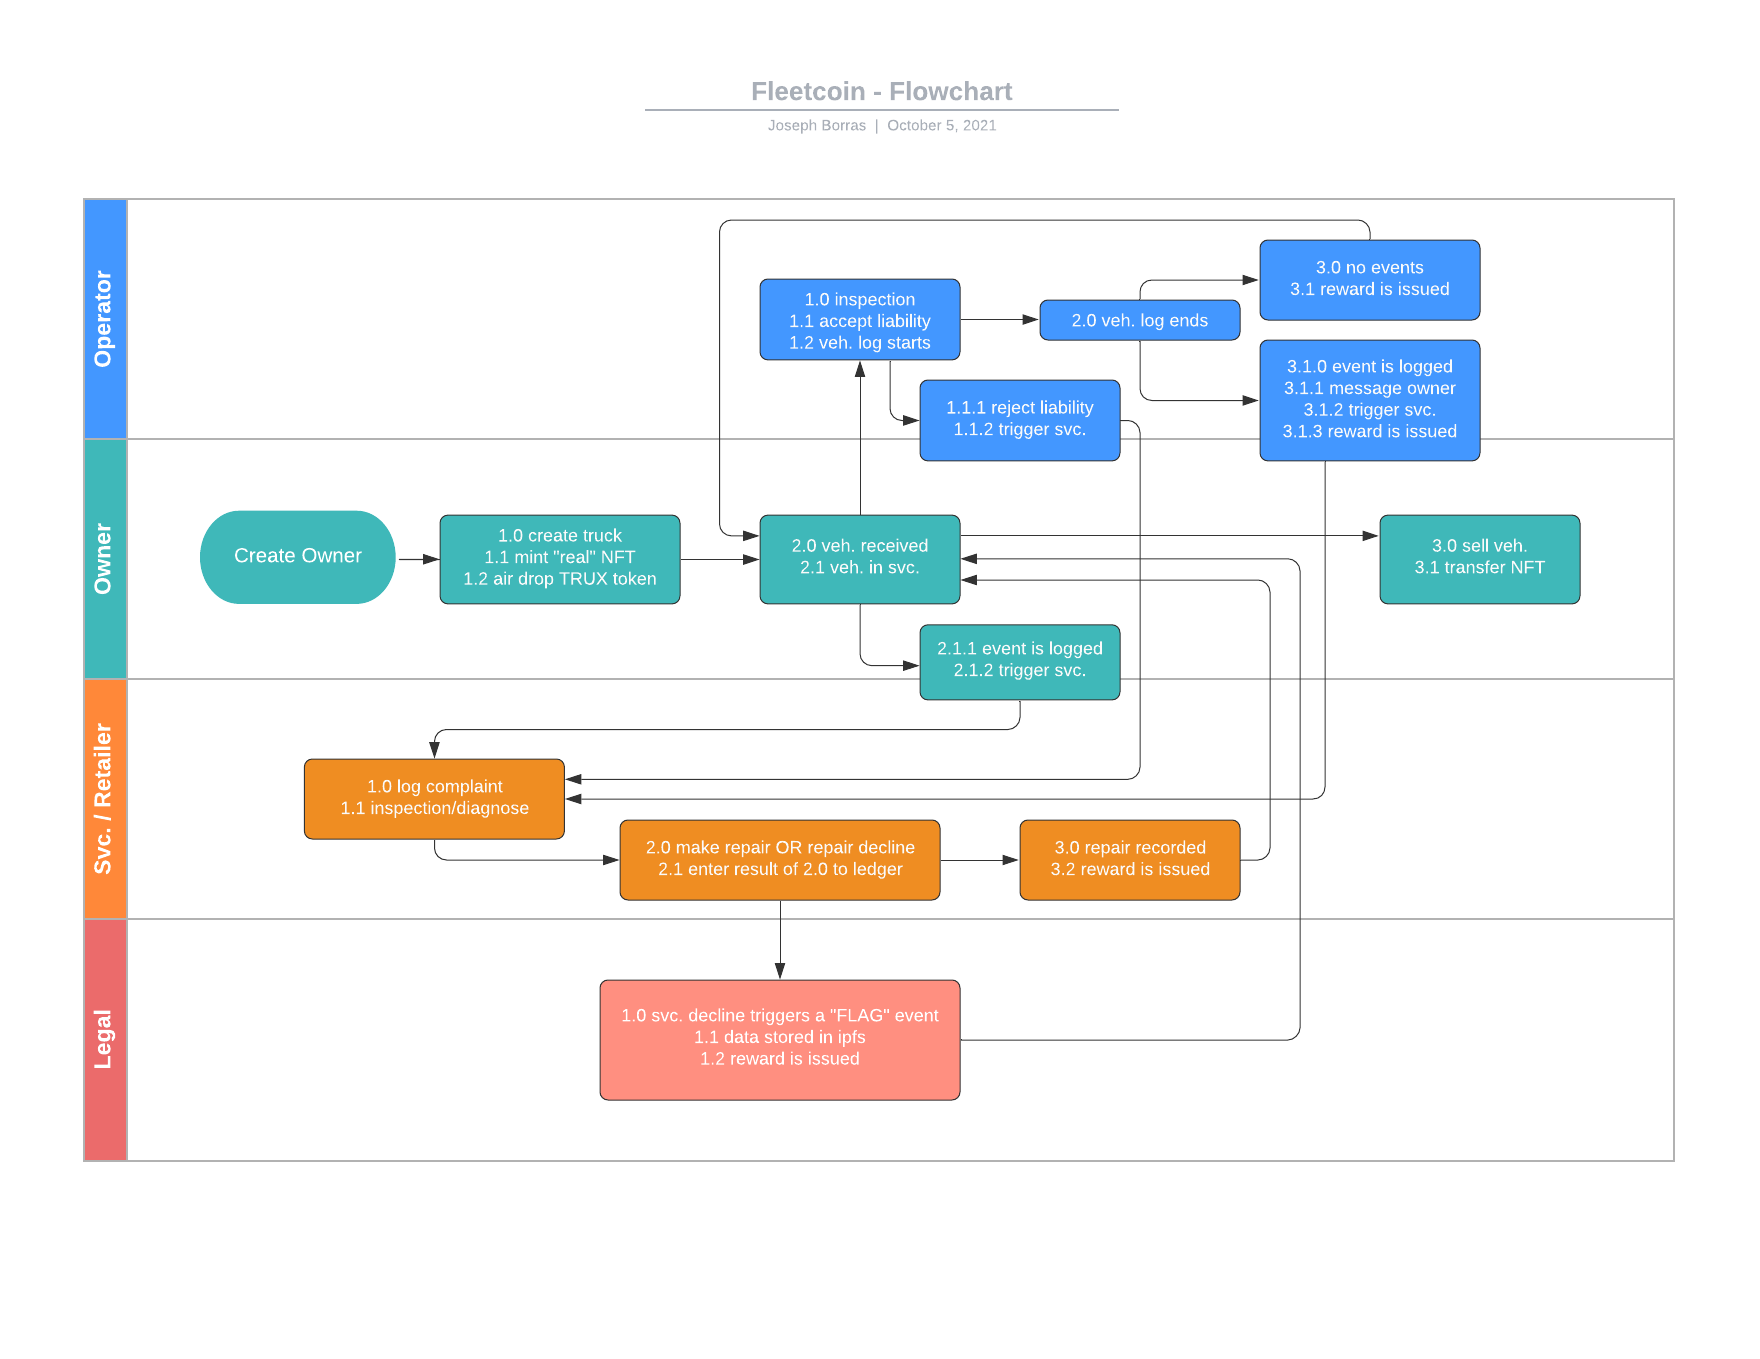 Fleetcoin - Flowchart
Joseph Borras | October 5, 2021
Operator
1.0 inspection
1.1 accept liability
1.2 veh. log starts
1.1.1 reject liability
1.1.2 trigger svc.
2.0 veh. log ends
3.0 no events
3.1 reward is issued
3.1.0 event is logged
3.1.1 message owner
3.1.2 trigger svc.
3.1.3 reward is issued
Owner
Create Owner
1.0 create truck
1.1 mint "real" NFT
1.2 air drop TRUX token
2.0 veh. received
2.1 veh. in svc.
2.1.1 event is logged
2.1.2 trigger svc.
3.0 sell veh.
3.1 transfer NFT
Svc. / Retailer
1.0 log complaint
1.1 inspection/diagnose
2.0 make repair OR repair decline
2.1 enter result of 2.0 to ledger
3.0 repair recorded
3.2 reward is issued
Legal
1.0 svc. decline triggers a "FLAG" event
1.1 data stored in ipfs
1.2 reward is issued